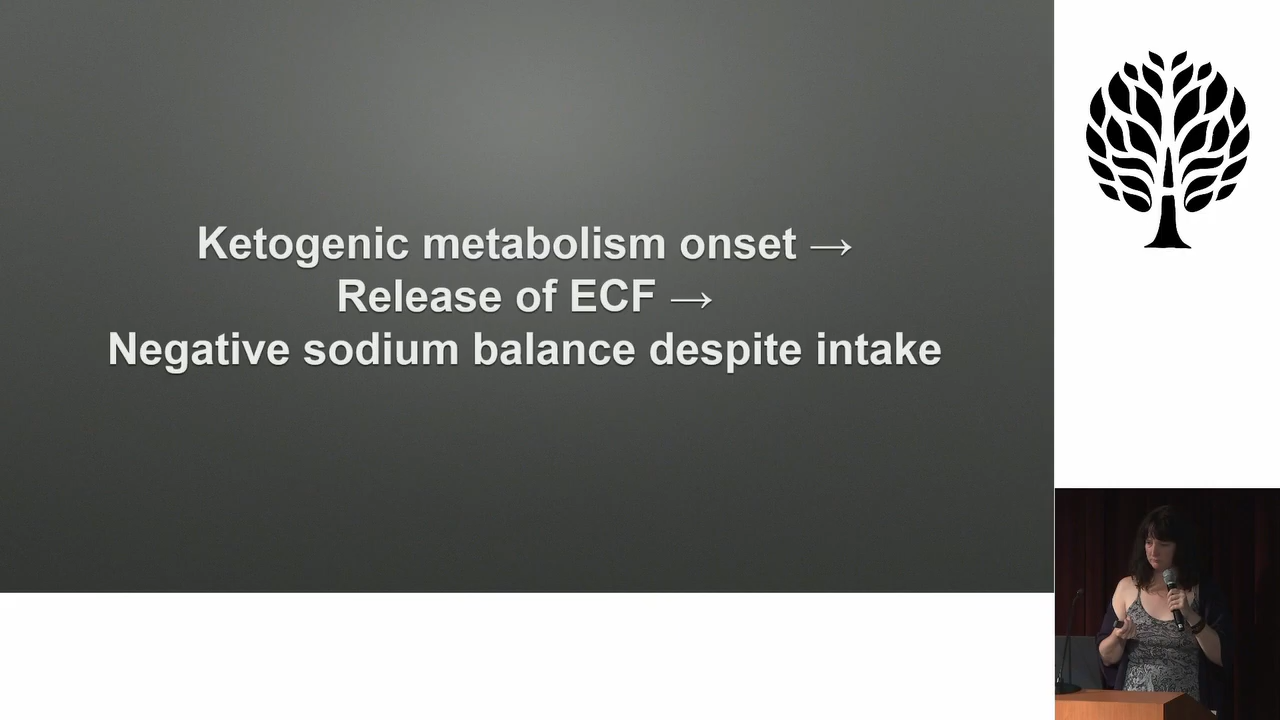 Ketogenic metabolism onset →
Release of ECF →
Negative sodium balance despite intake